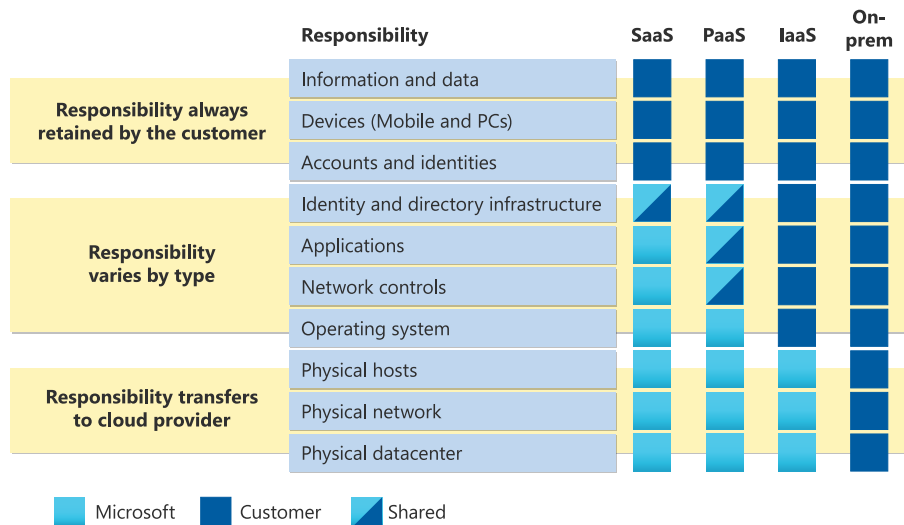 Responsibility
SaaS
PaaS
IaaS
On-
prem
Responsibility always
retained by the customer
Information and data
Devices (Mobile and PCs)
Accounts and identities
Responsibility
varies by type
Identity and directory infrastructure
Applications
Network controls
Operating system
Responsibility transfers
to cloud provider
Physical hosts
Physical network
Physical datacenter
Microsoft
Customer
Shared